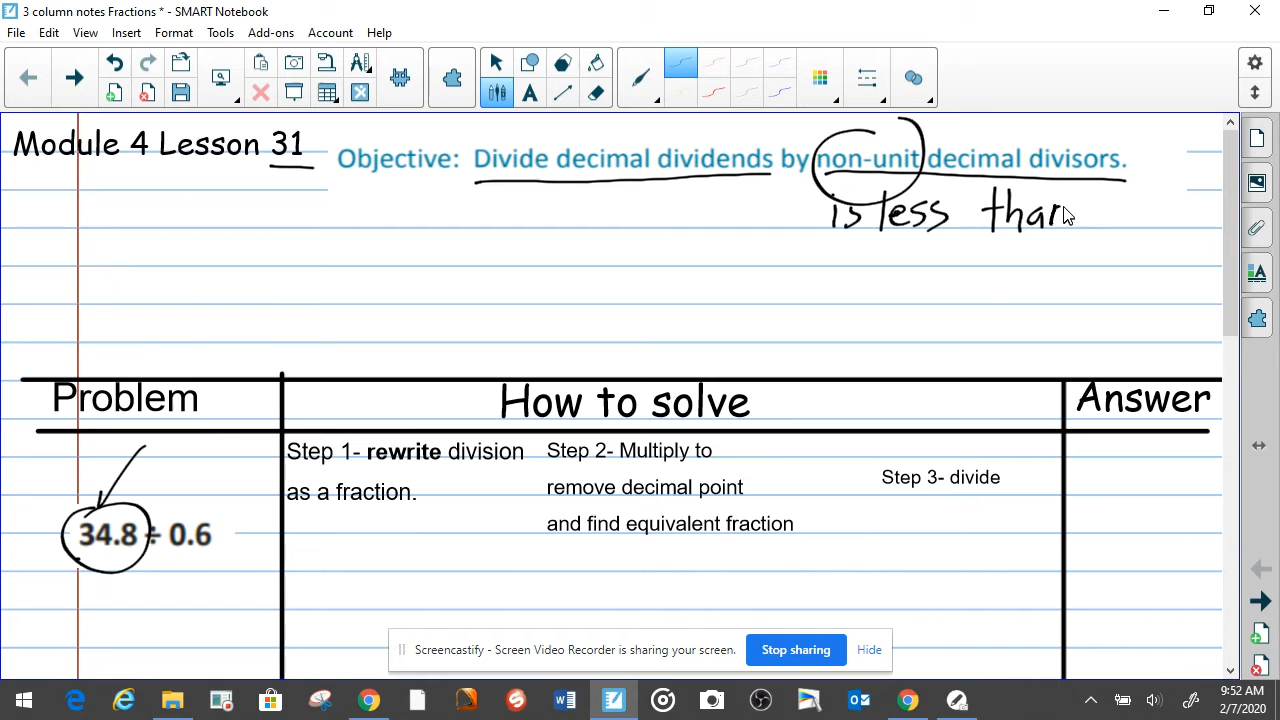 3 column notes Fractions * - SMART Notebook
File Edit View Insert Format Tools Add-ons Account Help
Module 4 Lesson 31
Objective: Divide decimal dividends by non-unit decimal divisors.
is less than
Problem How to solve Answer
Step 1- rewrite division
as a fraction.
Step 2- Multiply to
remove decimal point
and find equivalent fraction
Step 3- divide
34.8 ÷ 0.6
Screencastify - Screen Video Recorder is sharing your screen. Stop sharing Hide
9:52 AM
2/7/2020